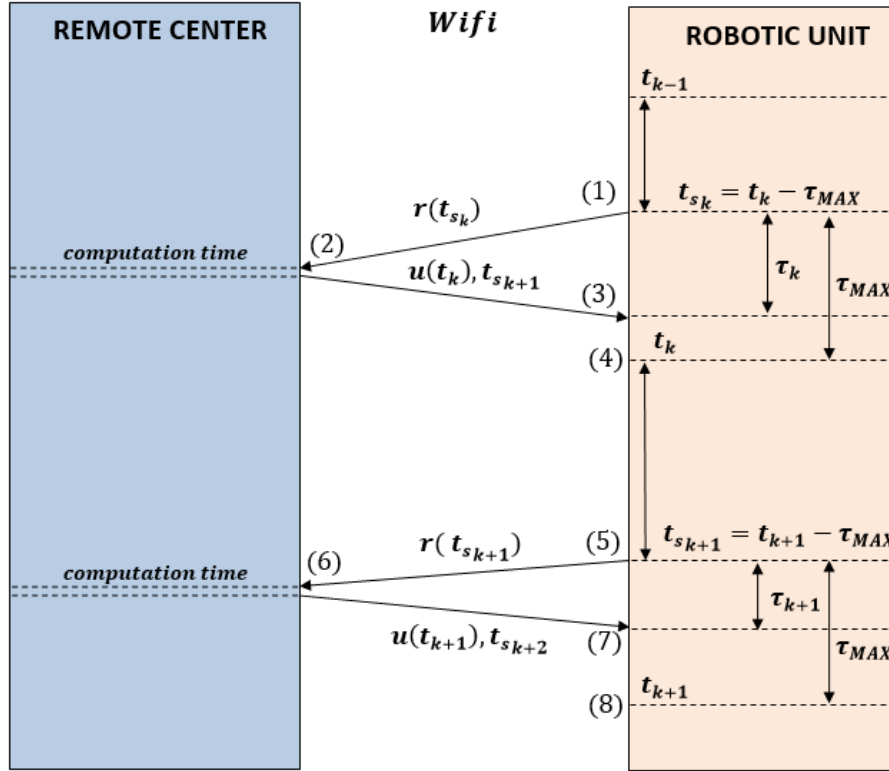 REMOTE CENTER
Wifi
ROBOTIC UNIT
t_{k-1}
(1)
t_{s_k} = t_k - τ_{MAX}
r(t_{s_k})
(2)
computation time
u(t_k), t_{s_{k+1}}
(3)
τ_k
τ_{MAX}
t_k
(4)
(5)
t_{s_{k+1}} = t_{k+1} - τ_{MAX}
r( t_{s_{k+1}})
(6)
computation time
τ_{k+1}
u(t_{k+1}), t_{s_{k+2}}
(7)
τ_{MAX}
t_{k+1}
(8)